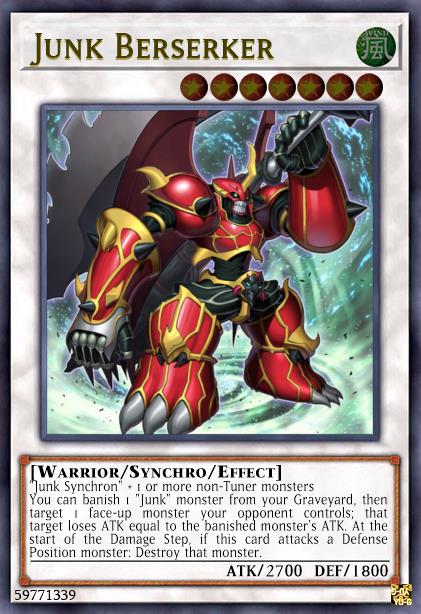 JUNK BERSERKER
WIND
風
[WARRIOR/SYNCHRO/EFFECT]
"Junk Synchron" + 1 or more non-Tuner monsters
You can banish 1 "Junk" monster from your Graveyard, then
target 1 face-up monster your opponent controls; that
target loses ATK equal to the banished monster's ATK. At the
start of the Damage Step, if this card attacks a Defense
Position monster: Destroy that monster.
ATK/2700 DEF/1800
59771339